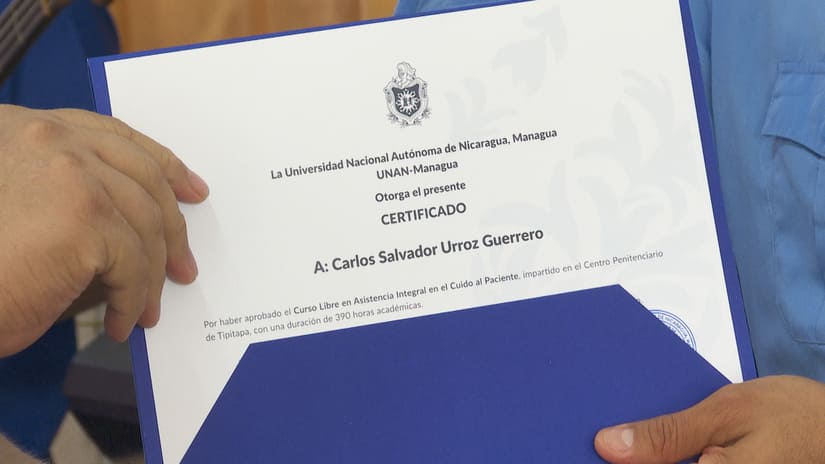 La Universidad Nacional Autónoma de Nicaragua, Managua
UNAN-Managua
Otorga el presente
CERTIFICADO
A: Carlos Salvador Urroz Guerrero
Por haber aprobado el Curso Libre en Asistencia Integral en el Cuido al Paciente, impartido en el Centro Penitenciario
de Tipitapa, con una duración de 390 horas académicas.